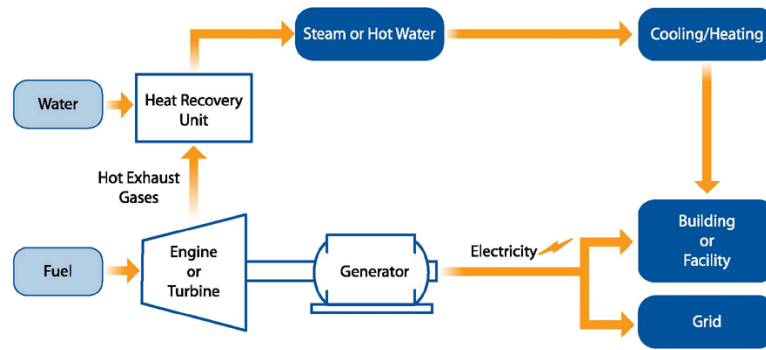 Steam or Hot Water
Cooling/Heating
Water
Heat Recovery
Unit
Hot Exhaust
Gases
Fuel
Engine
or
Turbine
Generator
Electricity
Building
or
Facility
Grid